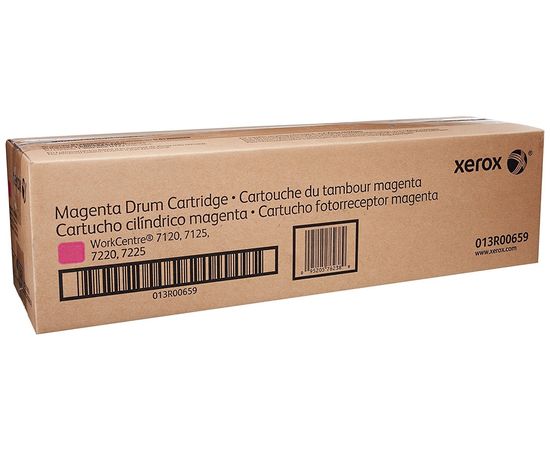 xerox
Magenta Drum Cartridge • Cartouche du tambour magenta
Cartucho cilíndrico magenta • Cartucho fotorreceptor magenta
WorkCentre® 7120, 7125,
7220, 7225
013R00659
013R00659
www.xerox.com